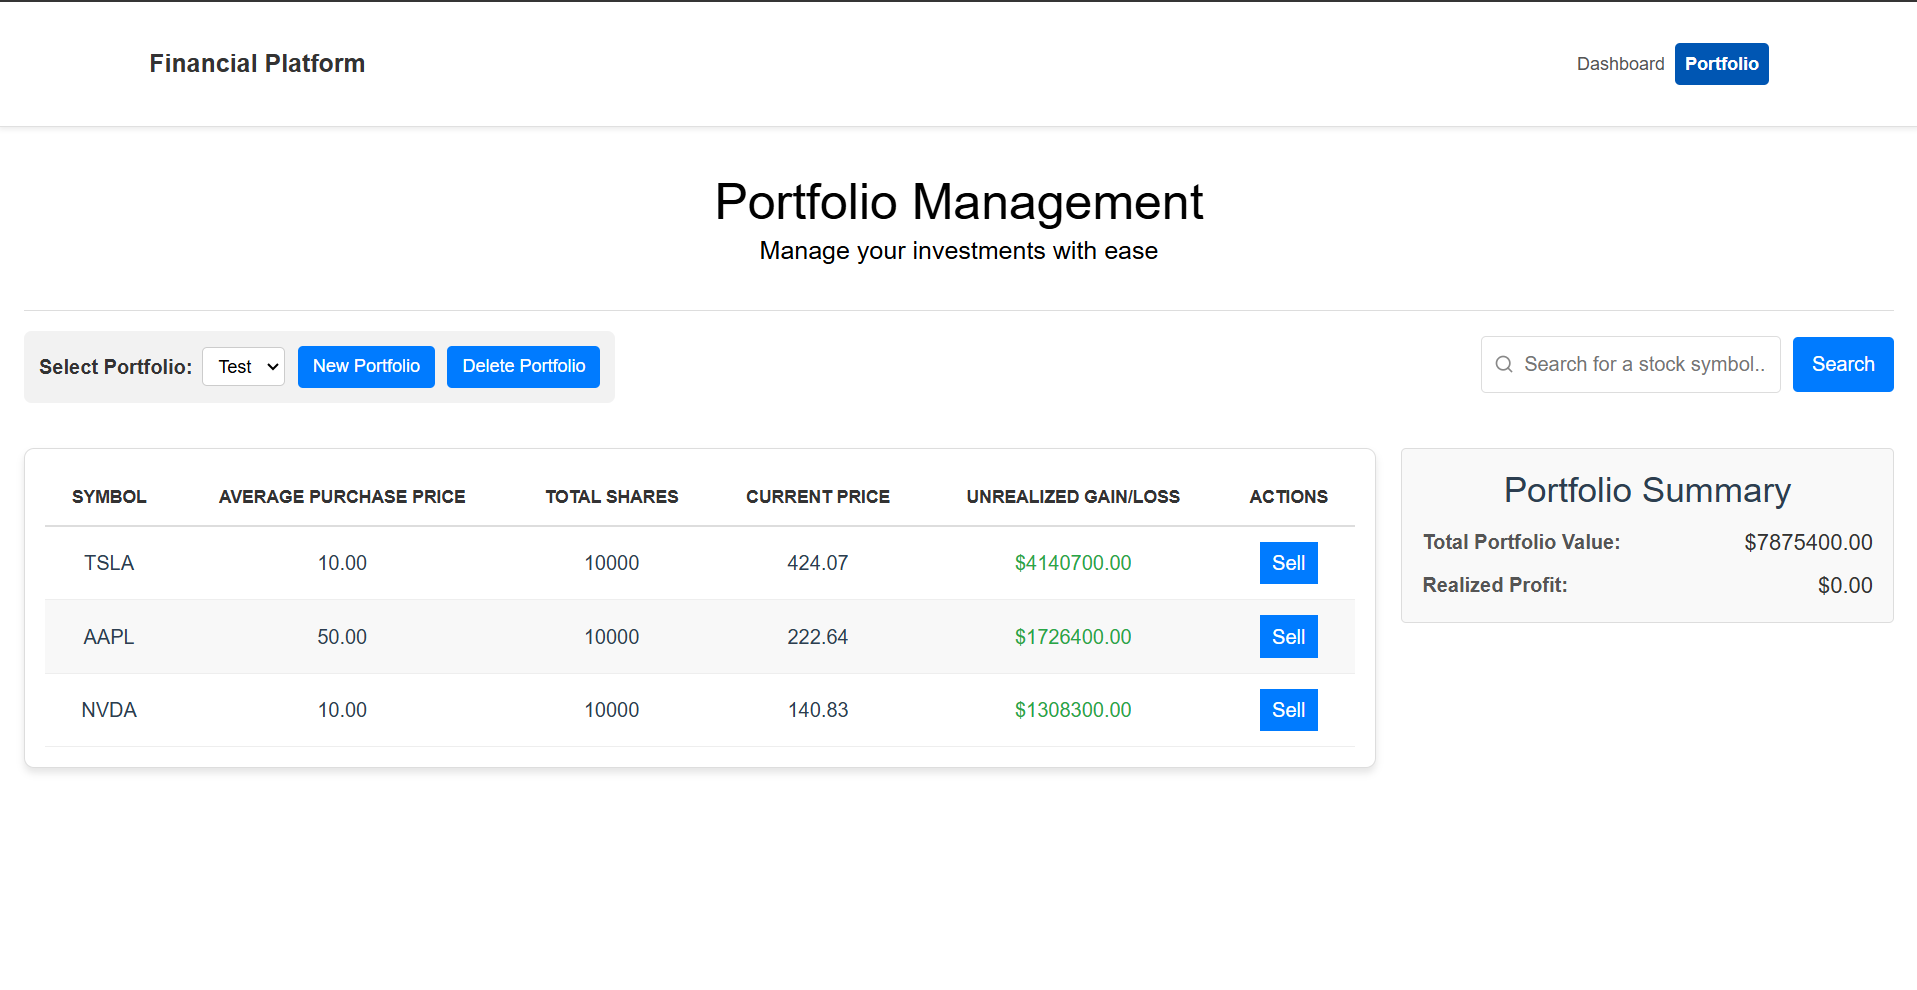 Financial Platform
Dashboard Portfolio
Portfolio Management
Manage your investments with ease
Select Portfolio: Test New Portfolio Delete Portfolio
Search for a stock symbol.. Search
SYMBOL AVERAGE PURCHASE PRICE TOTAL SHARES CURRENT PRICE UNREALIZED GAIN/LOSS ACTIONS
TSLA 10.00 10000 424.07 $4140700.00 Sell
AAPL 50.00 10000 222.64 $1726400.00 Sell
NVDA 10.00 10000 140.83 $1308300.00 Sell
Portfolio Summary
Total Portfolio Value: $7875400.00
Realized Profit: $0.00